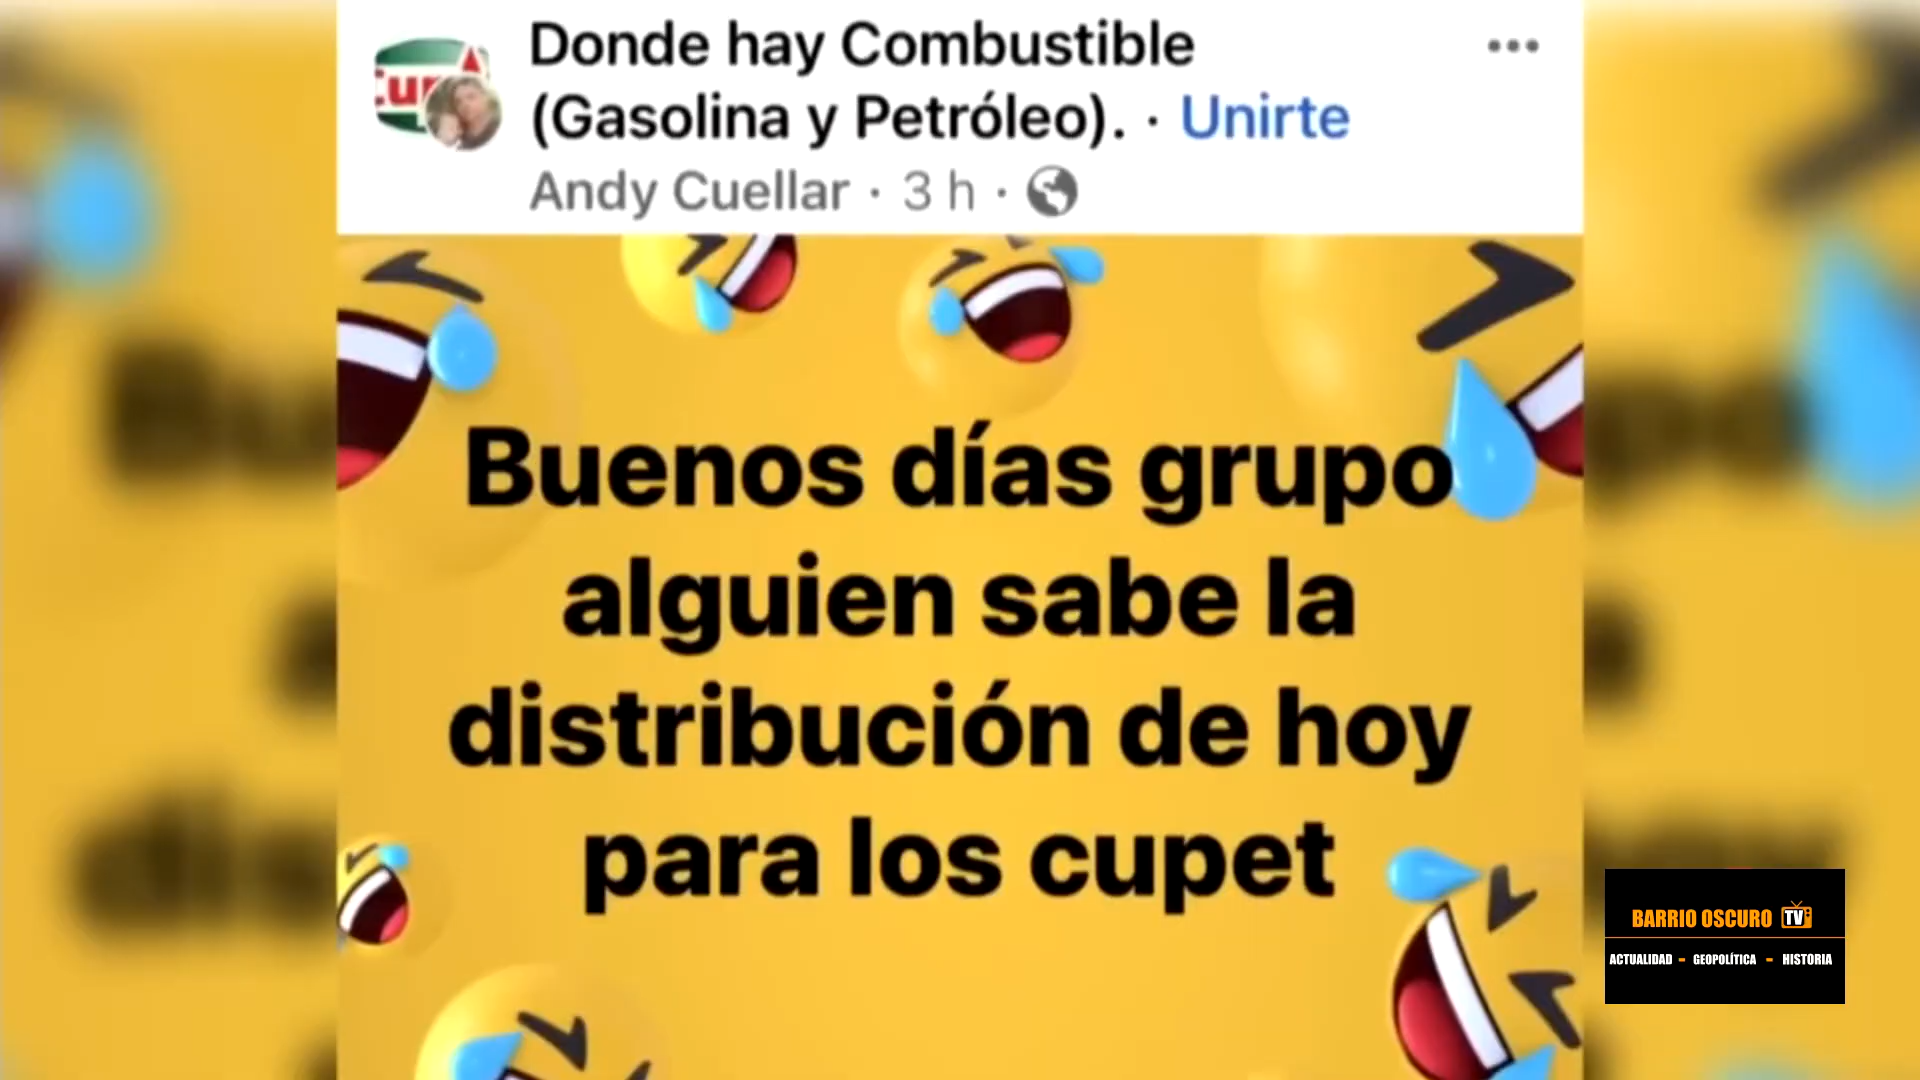 Donde hay Combustible
(Gasolina y Petróleo). · Unirte
Andy Cuellar · 3 h ·
Buenos días grupo
alguien sabe la
distribución de hoy
para los cupet
BARRIO OSCURO TV
ACTUALIDAD - GEOPOLÍTICA - HISTORIA